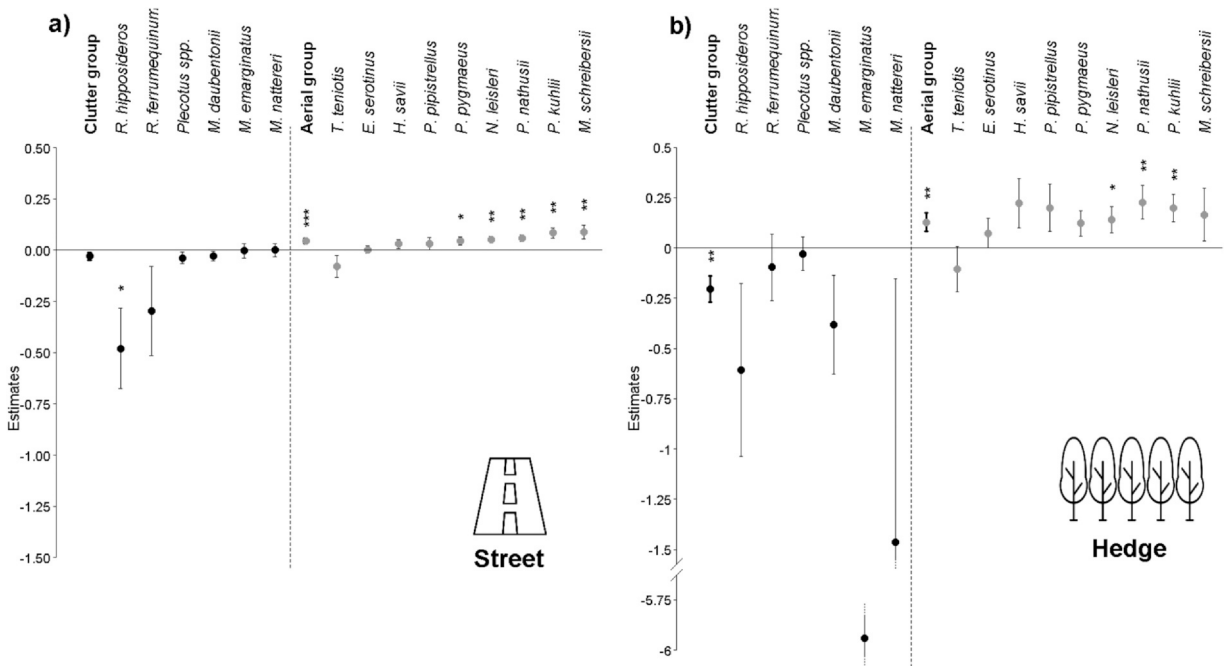 a)
Clutter group
R. hipposideros
R. ferrumequinum
Plecotus spp.
M. daubentonii
M. emarginatus
M. nattereri
Aerial group
T. teniotis
E. serotinus
H. savii
P. pipistrellus
P. pygmaeus
N. leisleri
P. nathusii
P. kuhlii
M. schreibersii
0.50
0.25
0.00
-0.25
-0.50
-0.75
-1.00
-1.25
-1.50
Estimates
*
***
*
**
**
**
**
Street
b)
Clutter group
R. hipposideros
R. ferrumequinum
Plecotus spp.
M. daubentonii
M. emarginatus
M. nattereri
Aerial group
T. teniotis
E. serotinus
H. savii
P. pipistrellus
P. pygmaeus
N. leisleri
P. nathusii
P. kuhlii
M. schreibersii
0.5
0.25
0
-0.25
-0.5
-0.75
-1
-1.25
-1.5
-5.75
-6
Estimates
**
**
*
**
**
Hedge